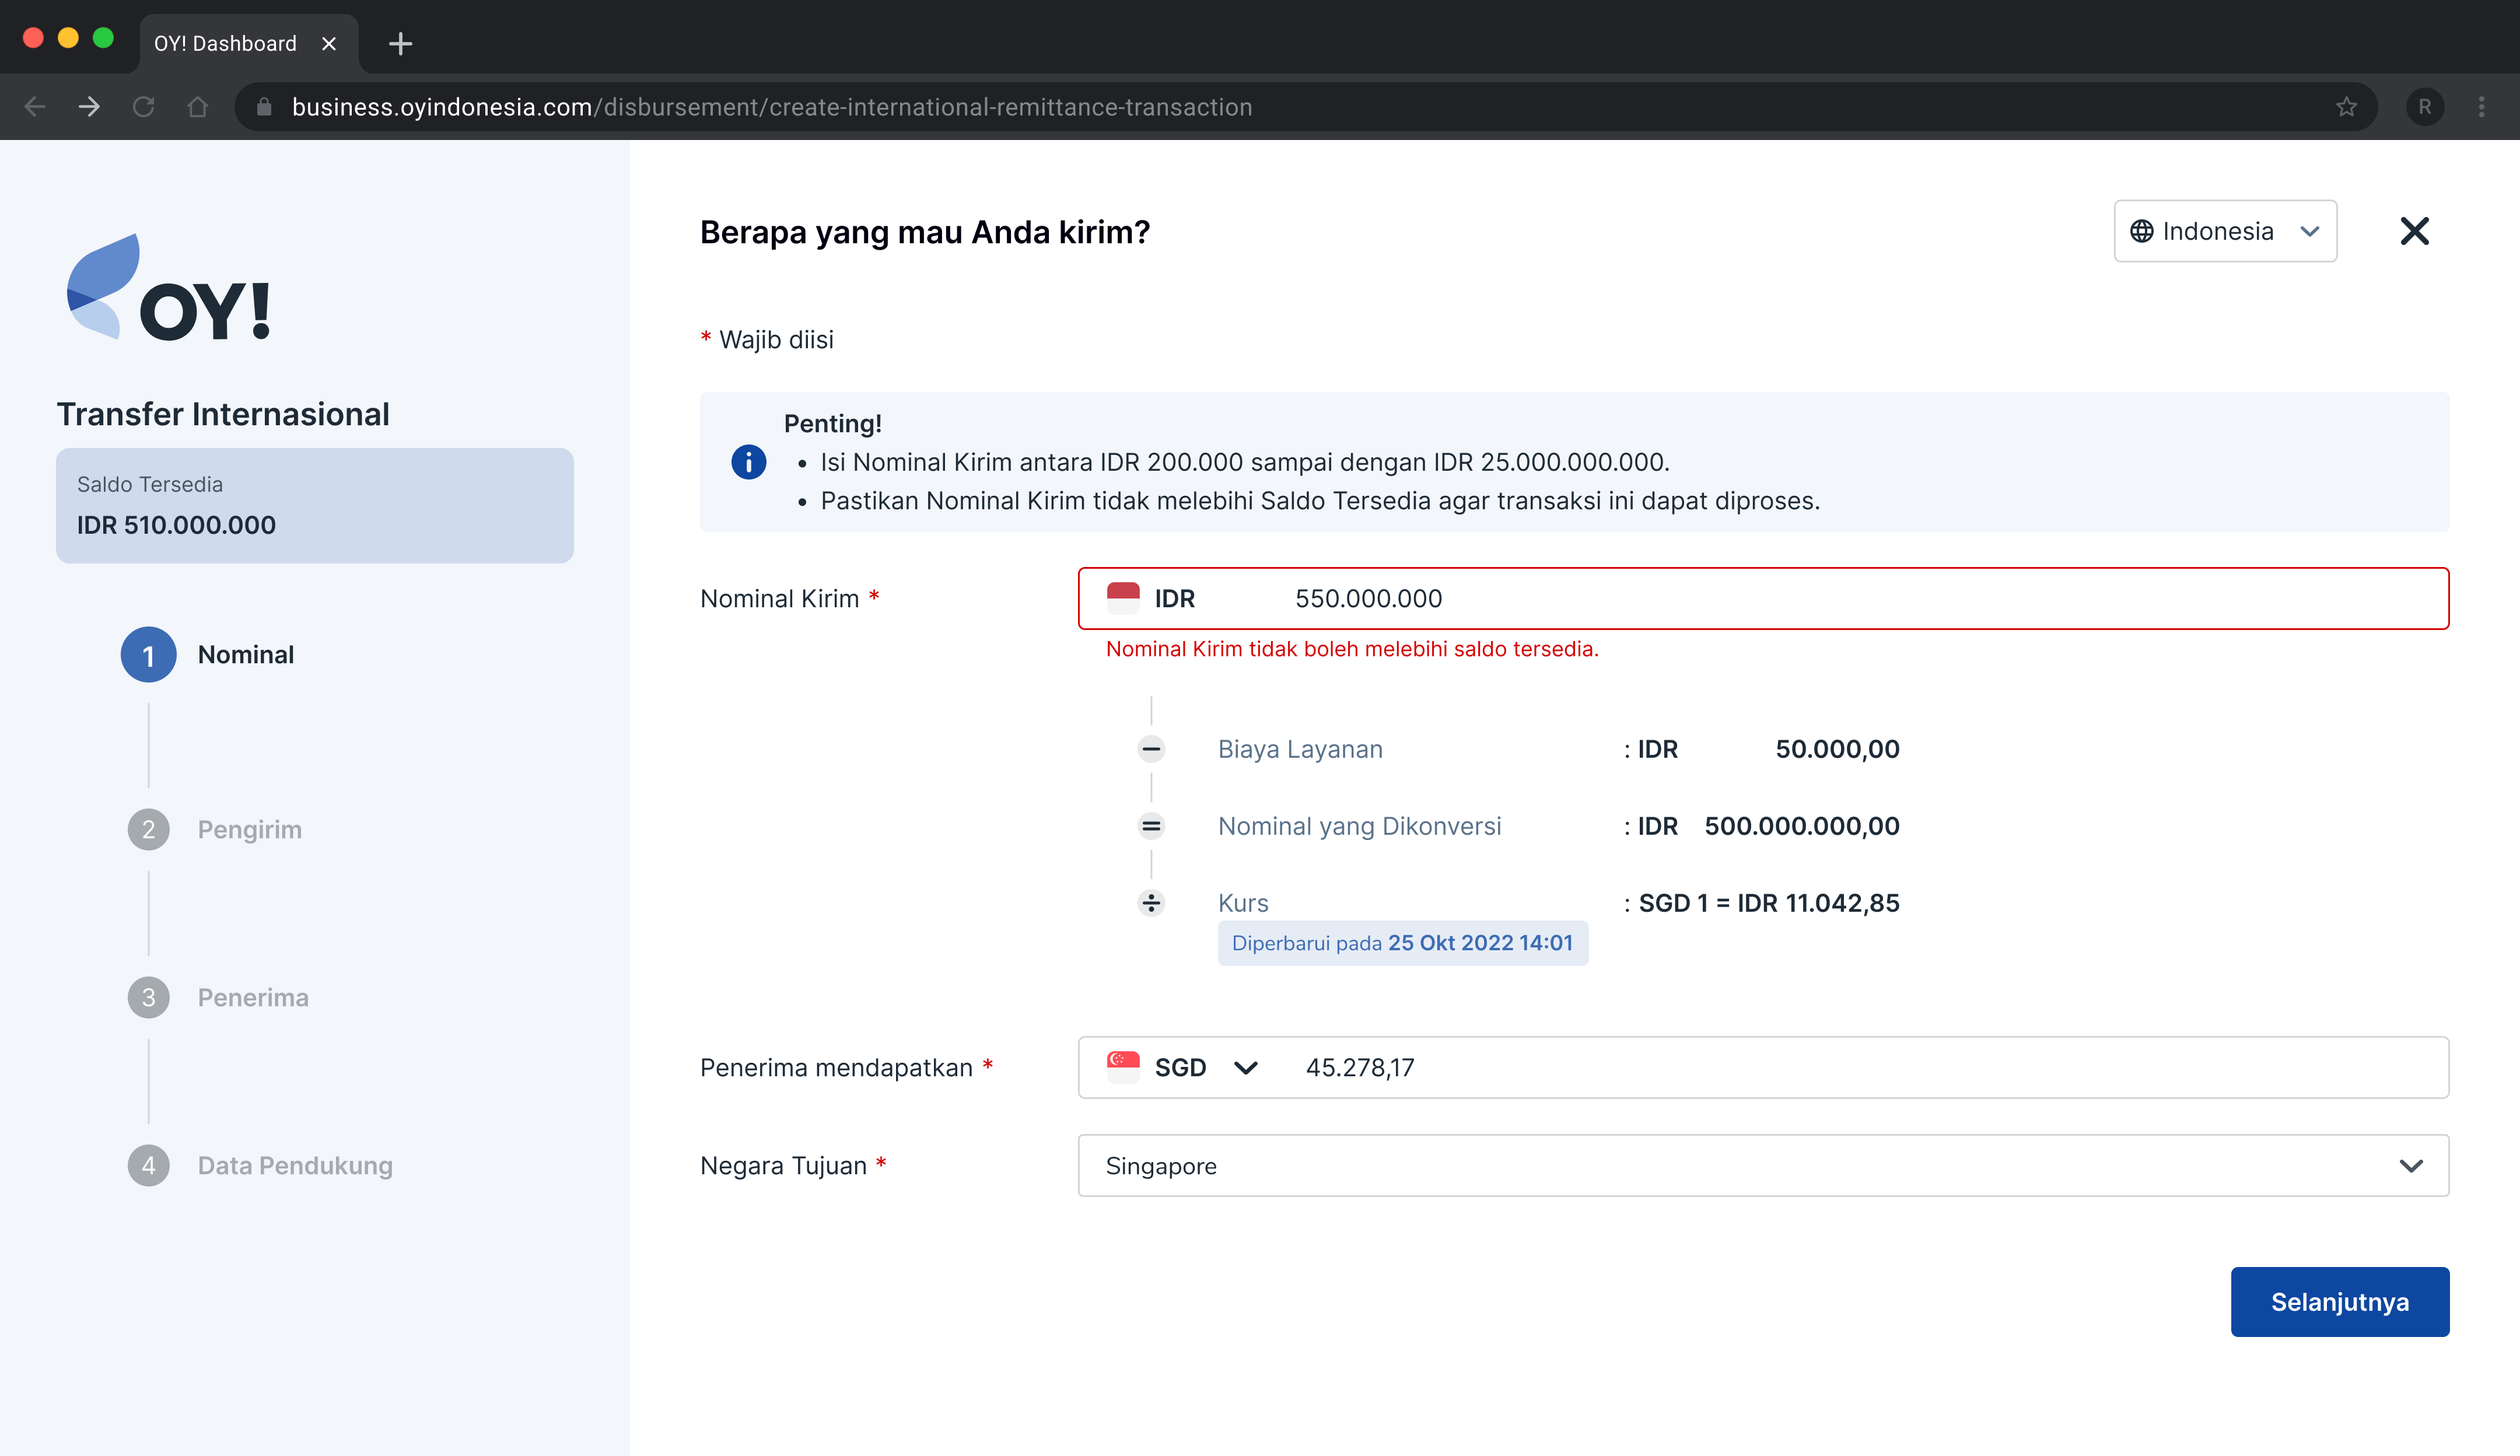 OY! Dashboard
business.oyindonesia.com/disbursement/create-international-remittance-transaction
R
OY!
Transfer Internasional
Saldo Tersedia
IDR 510.000.000
1 Nominal
2 Pengirim
3 Penerima
4 Data Pendukung
Berapa yang mau Anda kirim?
Indonesia
* Wajib diisi
Penting!
• Isi Nominal Kirim antara IDR 200.000 sampai dengan IDR 25.000.000.000.
• Pastikan Nominal Kirim tidak melebihi Saldo Tersedia agar transaksi ini dapat diproses.
Nominal Kirim * IDR 550.000.000
Nominal Kirim tidak boleh melebihi saldo tersedia.
− Biaya Layanan : IDR 50.000,00
= Nominal yang Dikonversi : IDR 500.000.000,00
÷ Kurs : SGD 1 = IDR 11.042,85
Diperbarui pada 25 Okt 2022 14:01
Penerima mendapatkan * SGD 45.278,17
Negara Tujuan * Singapore
Selanjutnya